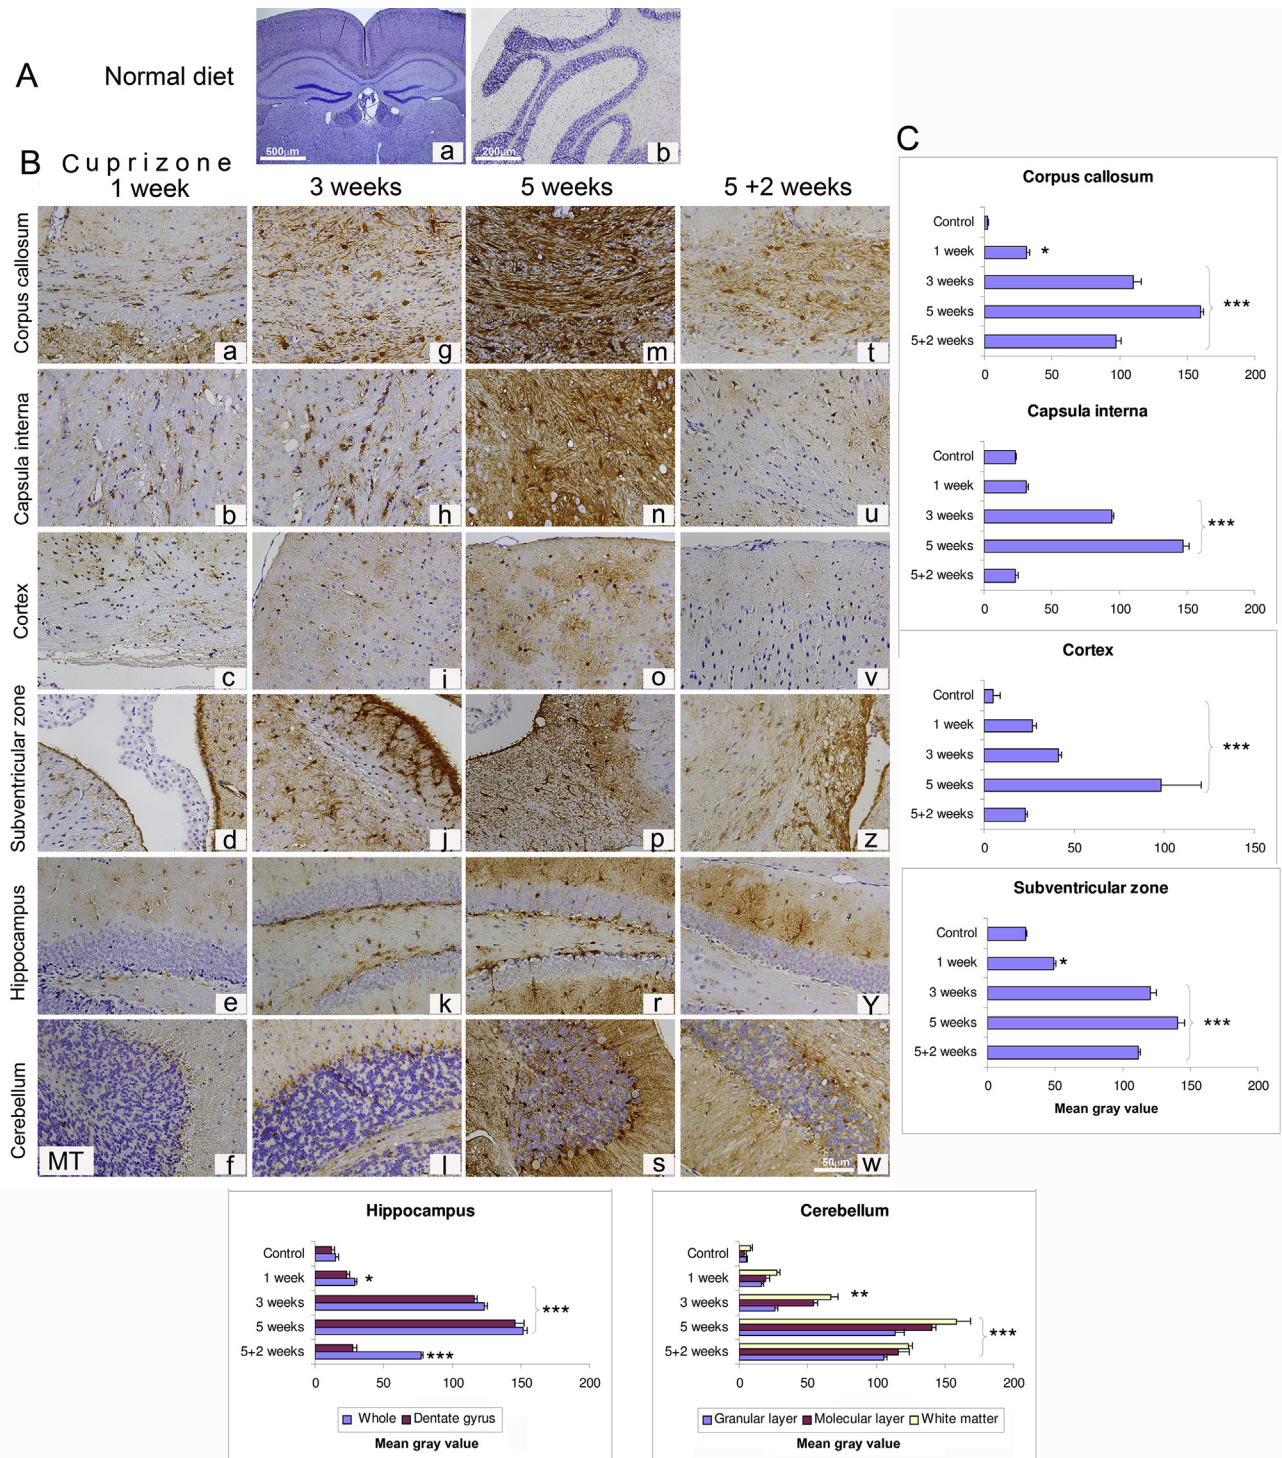 A
Normal diet
500µm
a
200µm
b
B
Cuprizone
1 week
3 weeks
5 weeks
5 +2 weeks
Corpus callosum
a
g
m
t
Capsula interna
b
h
n
u
Cortex
c
i
o
v
Subventricular zone
d
j
p
z
Hippocampus
e
k
r
Y
Cerebellum
MT
f
l
s
50µm
w
C
Corpus callosum
Control
1 week
*
3 weeks
5 weeks
***
5+2 weeks
0 50 100 150 200
Capsula interna
Control
1 week
3 weeks
***
5 weeks
5+2 weeks
0 50 100 150 200
Cortex
Control
1 week
***
3 weeks
5 weeks
5+2 weeks
0 50 100 150
Subventricular zone
Control
1 week
*
3 weeks
5 weeks
***
5+2 weeks
0 50 100 150 200
Mean gray value
Hippocampus
Control
1 week
*
3 weeks
***
5 weeks
5+2 weeks
***
0 50 100 150 200
Whole Dentate gyrus
Mean gray value
Cerebellum
Control
1 week
3 weeks
**
5 weeks
***
5+2 weeks
0 50 100 150 200
Granular layer Molecular layer White matter
Mean gray value